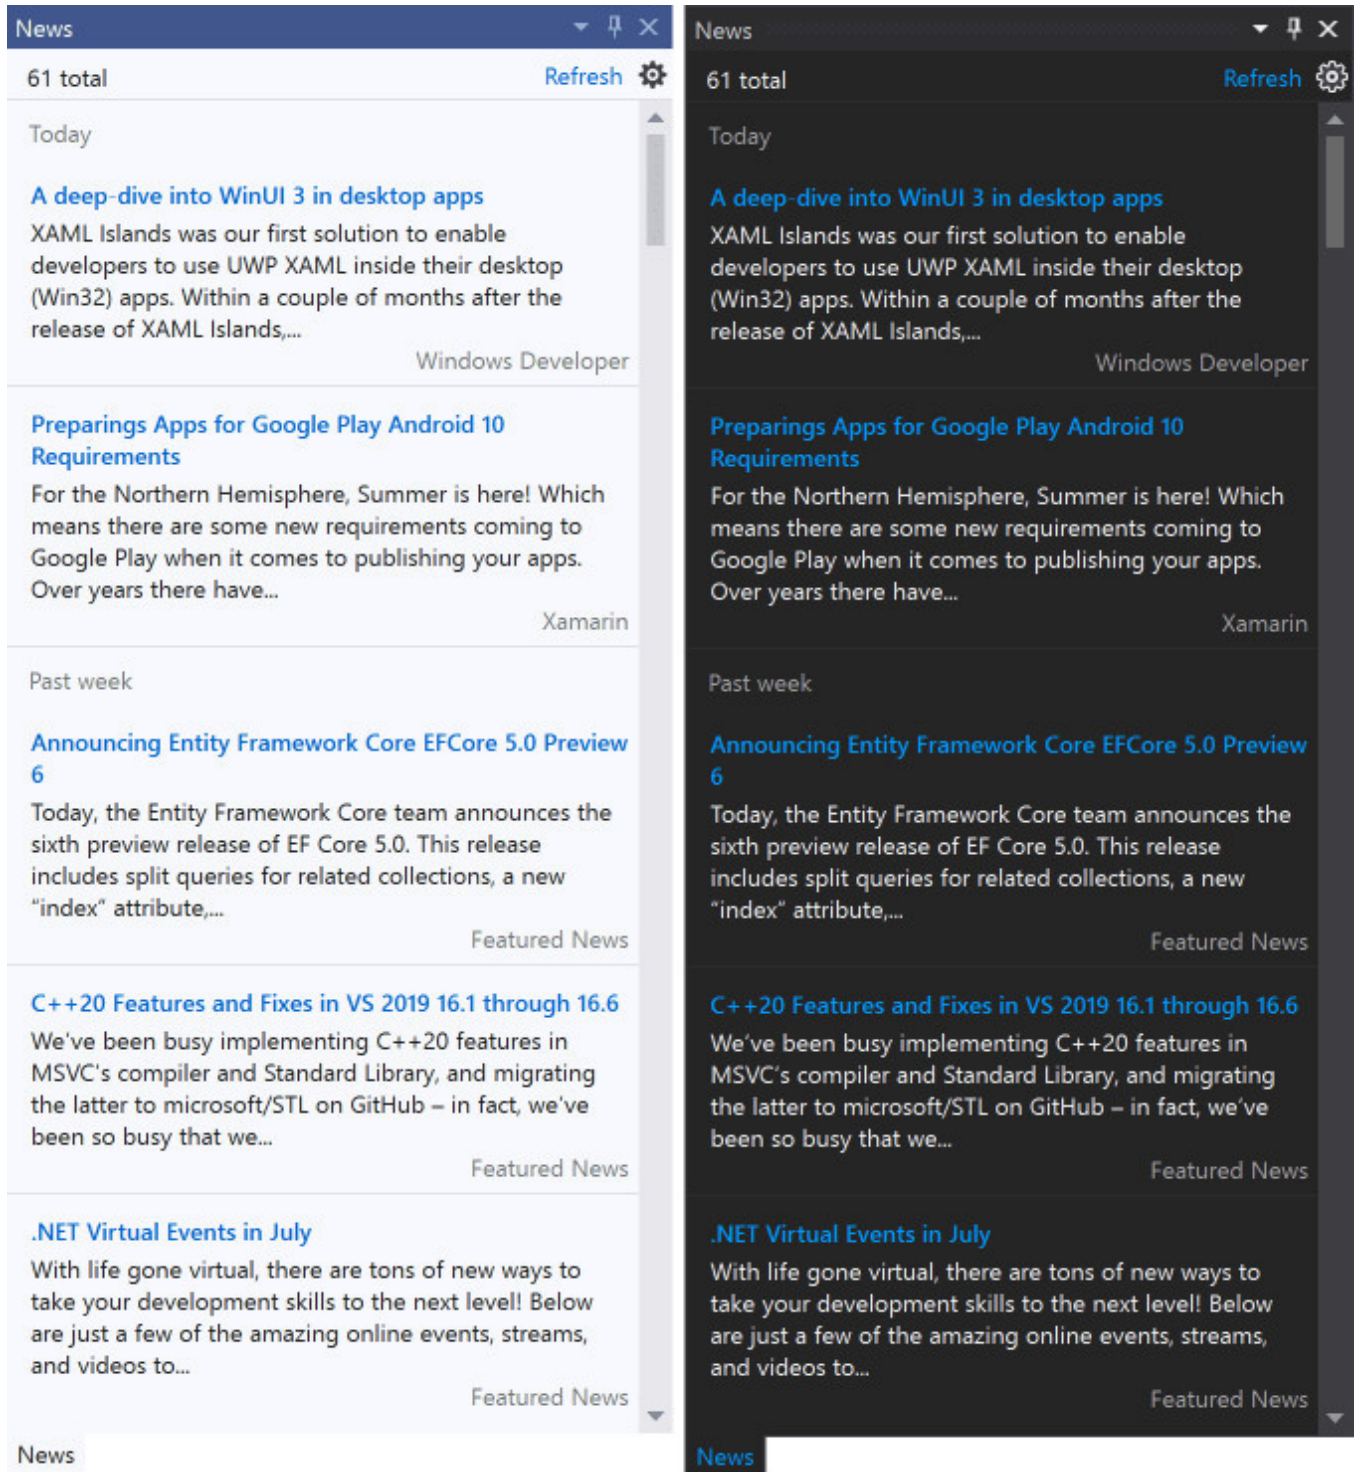 News
61 total
Refresh
Today
A deep-dive into WinUI 3 in desktop apps
XAML Islands was our first solution to enable
developers to use UWP XAML inside their desktop
(Win32) apps. Within a couple of months after the
release of XAML Islands,...
Windows Developer
Preparings Apps for Google Play Android 10
Requirements
For the Northern Hemisphere, Summer is here! Which
means there are some new requirements coming to
Google Play when it comes to publishing your apps.
Over years there have...
Xamarin
Past week
Announcing Entity Framework Core EFCore 5.0 Preview
6
Today, the Entity Framework Core team announces the
sixth preview release of EF Core 5.0. This release
includes split queries for related collections, a new
“index” attribute,...
Featured News
C++20 Features and Fixes in VS 2019 16.1 through 16.6
We’ve been busy implementing C++20 features in
MSVC’s compiler and Standard Library, and migrating
the latter to microsoft/STL on GitHub – in fact, we’ve
been so busy that we...
Featured News
.NET Virtual Events in July
With life gone virtual, there are tons of new ways to
take your development skills to the next level! Below
are just a few of the amazing online events, streams,
and videos to...
Featured News
News
News
61 total
Refresh
Today
A deep-dive into WinUI 3 in desktop apps
XAML Islands was our first solution to enable
developers to use UWP XAML inside their desktop
(Win32) apps. Within a couple of months after the
release of XAML Islands,...
Windows Developer
Preparings Apps for Google Play Android 10
Requirements
For the Northern Hemisphere, Summer is here! Which
means there are some new requirements coming to
Google Play when it comes to publishing your apps.
Over years there have...
Xamarin
Past week
Announcing Entity Framework Core EFCore 5.0 Preview
6
Today, the Entity Framework Core team announces the
sixth preview release of EF Core 5.0. This release
includes split queries for related collections, a new
“index” attribute,...
Featured News
C++20 Features and Fixes in VS 2019 16.1 through 16.6
We’ve been busy implementing C++20 features in
MSVC’s compiler and Standard Library, and migrating
the latter to microsoft/STL on GitHub – in fact, we’ve
been so busy that we...
Featured News
.NET Virtual Events in July
With life gone virtual, there are tons of new ways to
take your development skills to the next level! Below
are just a few of the amazing online events, streams,
and videos to...
Featured News
News